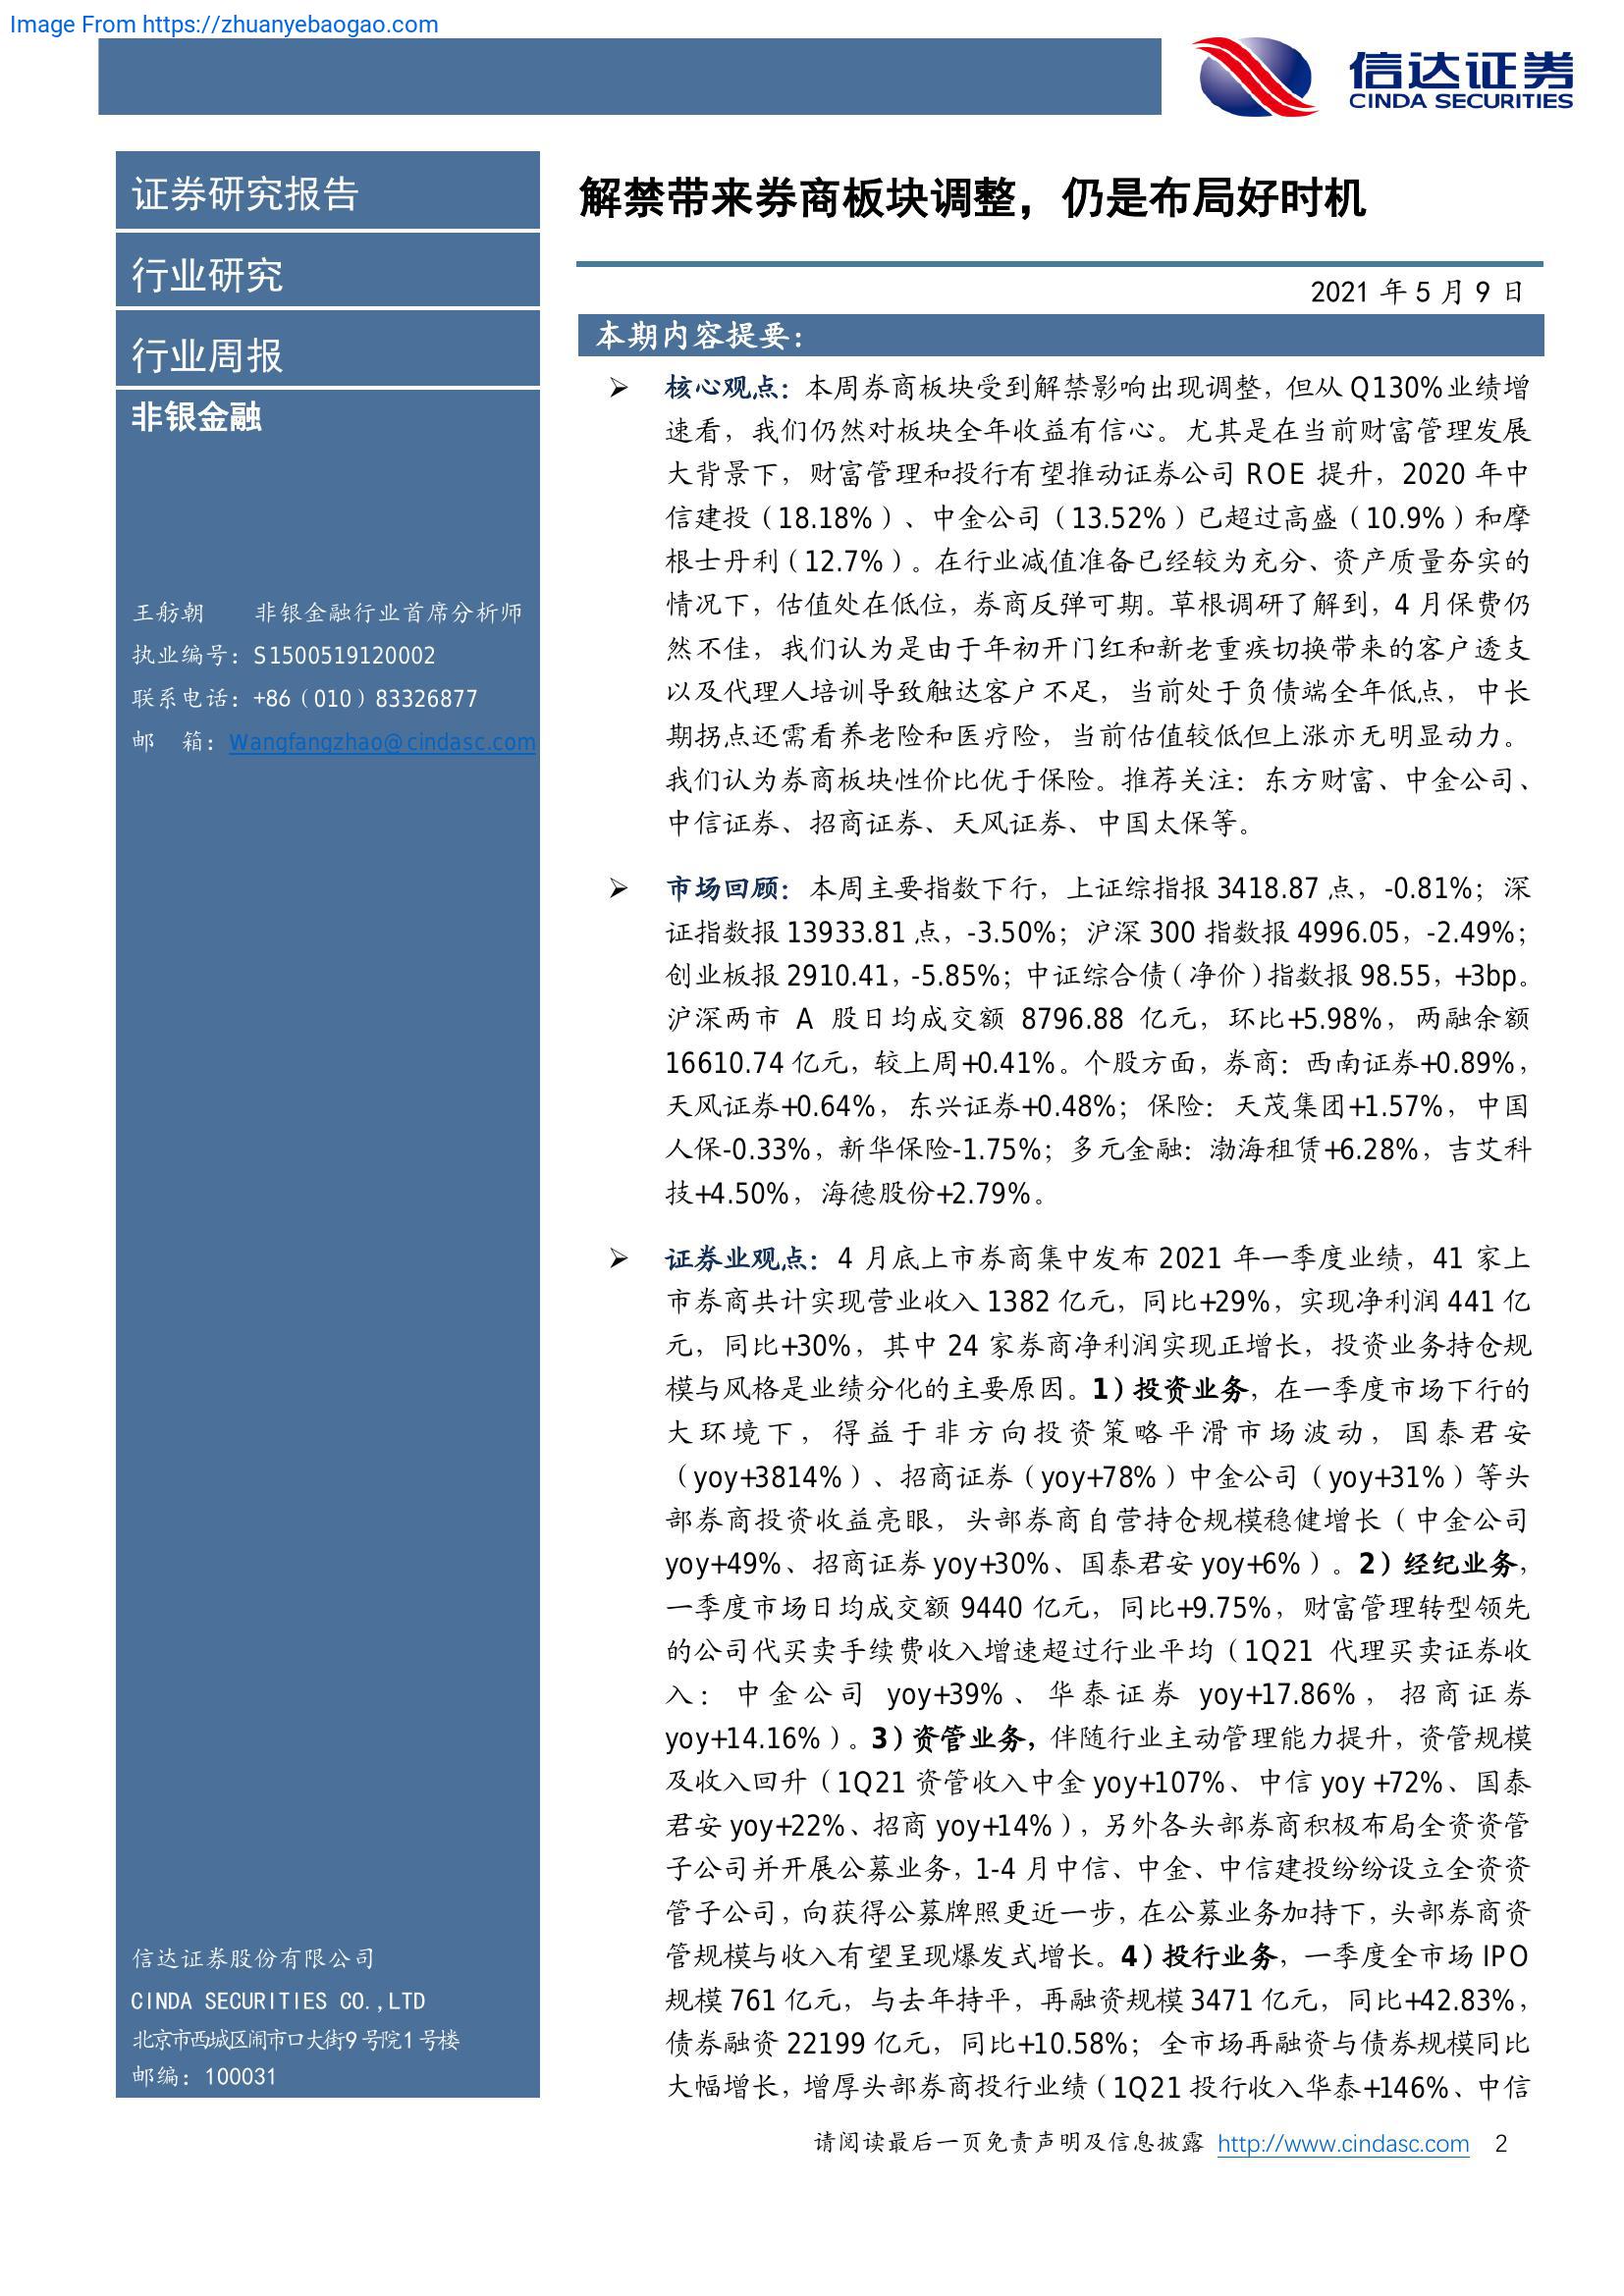 Image From https://zhuanyebaogao.com
信达证券
CINDA SECURITIES
证券研究报告
行业研究
行业周报
非银金融
王舫朝 非银金融行业首席分析师
执业编号：S1500519120002
联系电话：+86（010）83326877
邮 箱：Wangfangzhao@cindasc.com
信达证券股份有限公司
CINDA SECURITIES CO.,LTD
北京市西城区闹市口大街9号院1号楼
邮编：100031
解禁带来券商板块调整，仍是布局好时机
2021 年 5 月 9 日
本期内容提要：
➢ 核心观点：本周券商板块受到解禁影响出现调整，但从 Q130%业绩增
速看，我们仍然对板块全年收益有信心。尤其是在当前财富管理发展
大背景下，财富管理和投行有望推动证券公司 ROE 提升，2020 年中
信建投（18.18%）、中金公司（13.52%）已超过高盛（10.9%）和摩
根士丹利（12.7%）。在行业减值准备已经较为充分、资产质量夯实的
情况下，估值处在低位，券商反弹可期。草根调研了解到，4 月保费仍
然不佳，我们认为是由于年初开门红和新老重疾切换带来的客户透支
以及代理人培训导致触达客户不足，当前处于负债端全年低点，中长
期拐点还需看养老险和医疗险，当前估值较低但上涨亦无明显动力。
我们认为券商板块性价比优于保险。推荐关注：东方财富、中金公司、
中信证券、招商证券、天风证券、中国太保等。
➢ 市场回顾：本周主要指数下行，上证综指报 3418.87 点，-0.81%；深
证指数报 13933.81 点，-3.50%；沪深 300 指数报 4996.05，-2.49%；
创业板报 2910.41，-5.85%；中证综合债（净价）指数报 98.55，+3bp。
沪深两市 A 股日均成交额 8796.88 亿元，环比+5.98%，两融余额
16610.74 亿元，较上周+0.41%。个股方面，券商：西南证券+0.89%，
天风证券+0.64%，东兴证券+0.48%；保险：天茂集团+1.57%，中国
人保-0.33%，新华保险-1.75%；多元金融：渤海租赁+6.28%，吉艾科
技+4.50%，海德股份+2.79%。
➢ 证券业观点：4 月底上市券商集中发布 2021 年一季度业绩，41 家上
市券商共计实现营业收入 1382 亿元，同比+29%，实现净利润 441 亿
元，同比+30%，其中 24 家券商净利润实现正增长，投资业务持仓规
模与风格是业绩分化的主要原因。1）投资业务，在一季度市场下行的
大环境下，得益于非方向投资策略平滑市场波动，国泰君安
（yoy+3814%）、招商证券（yoy+78%）中金公司（yoy+31%）等头
部券商投资收益亮眼，头部券商自营持仓规模稳健增长（中金公司
yoy+49%、招商证券 yoy+30%、国泰君安 yoy+6%）。2）经纪业务，
一季度市场日均成交额 9440 亿元，同比+9.75%，财富管理转型领先
的公司代买卖手续费收入增速超过行业平均（1Q21 代理买卖证券收
入：中金公司 yoy+39%、华泰证券 yoy+17.86%，招商证券
yoy+14.16%）。3）资管业务，伴随行业主动管理能力提升，资管规模
及收入回升（1Q21 资管收入中金 yoy+107%、中信 yoy +72%、国泰
君安 yoy+22%、招商 yoy+14%），另外各头部券商积极布局全资资管
子公司并开展公募业务，1-4 月中信、中金、中信建投纷纷设立全资资
管子公司，向获得公募牌照更近一步，在公募业务加持下，头部券商资
管规模与收入有望呈现爆发式增长。4）投行业务，一季度全市场 IPO
规模 761 亿元，与去年持平，再融资规模 3471 亿元，同比+42.83%，
债券融资 22199 亿元，同比+10.58%；全市场再融资与债券规模同比
大幅增长，增厚头部券商投行业绩（1Q21 投行收入华泰+146%、中信
请阅读最后一页免责声明及信息披露 http://www.cindasc.com 2